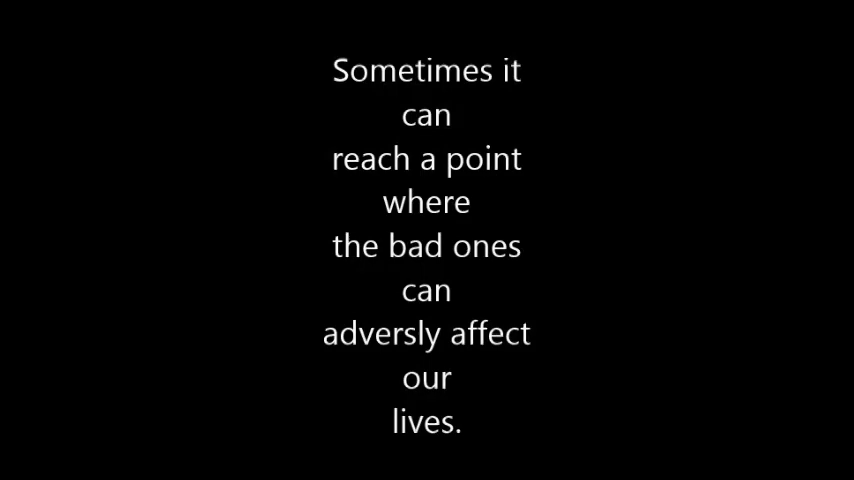 Sometimes it
can
reach a point
where
the bad ones
can
adversly affect
our
lives.